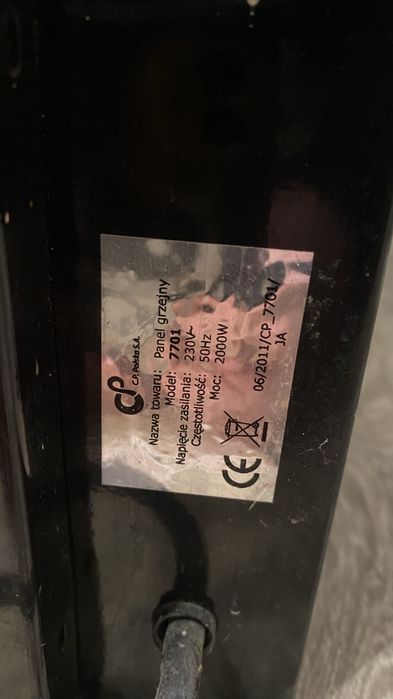 CP
C.P. Polska S.A.
Nazwa towaru: Panel grzejny
Model: 7701
Napięcie zasilania: 230V~
Częstotliwość: 50Hz
Moc: 2000W
CE
06/2011/CP_7701/
JA